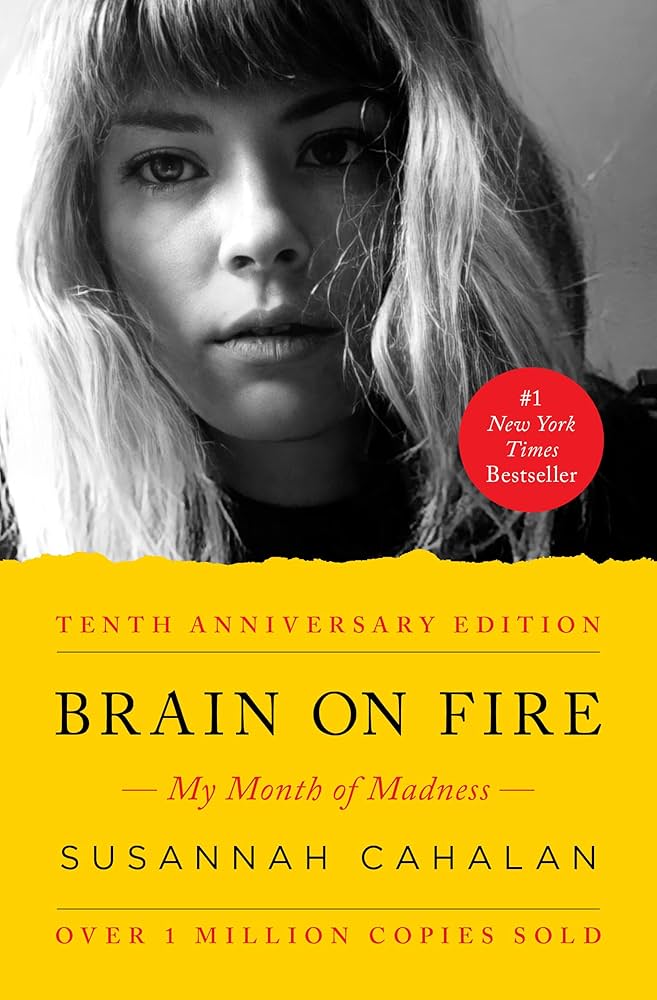 #1
New York
Times
Bestseller
TENTH ANNIVERSARY EDITION
BRAIN ON FIRE
— My Month of Madness —
SUSANNAH CAHALAN
OVER 1 MILLION COPIES SOLD